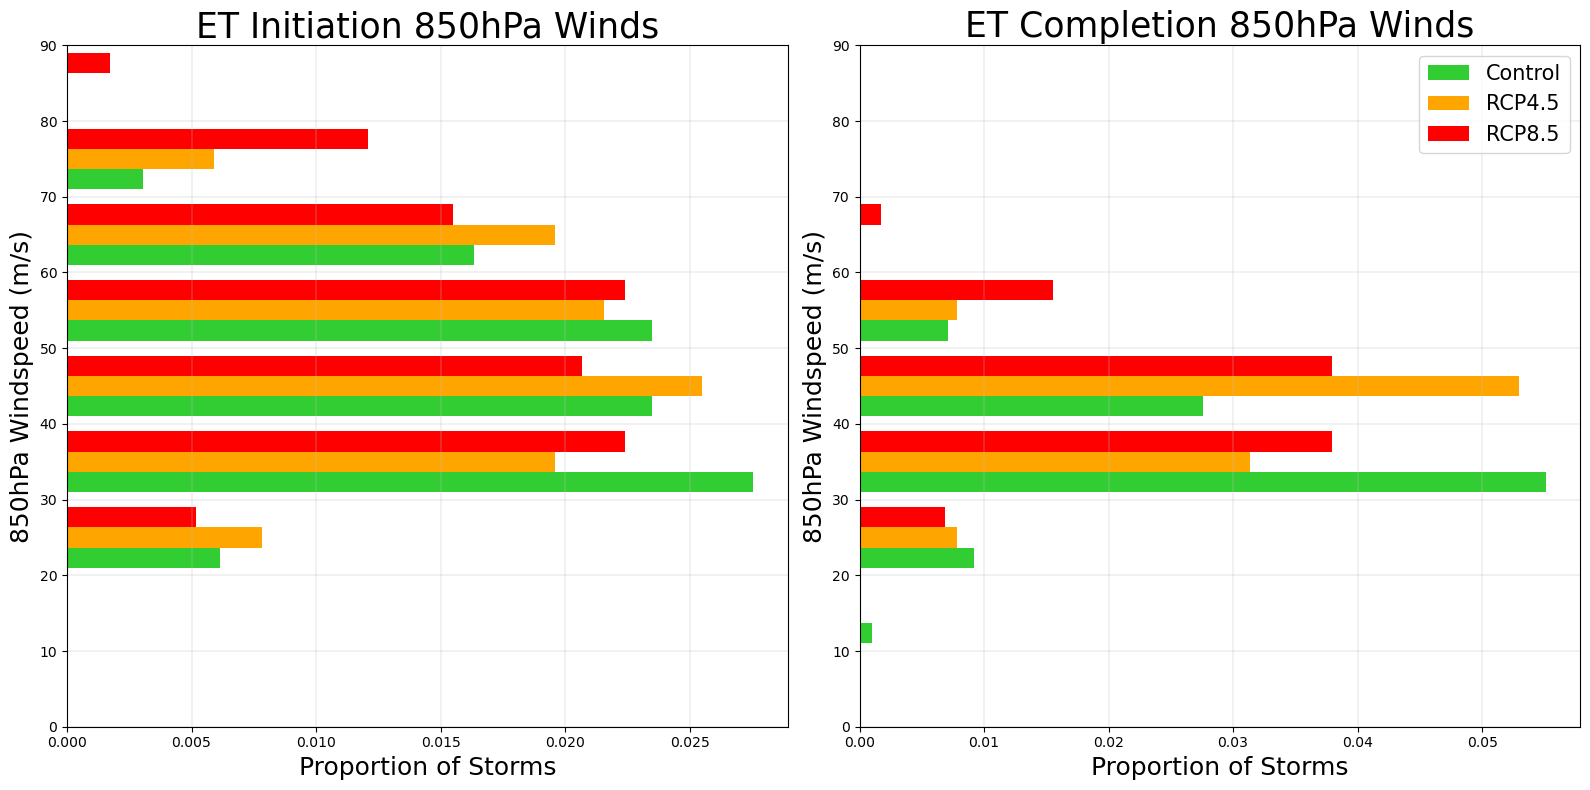 ET Initiation 850hPa Winds
850hPa Windspeed (m/s)
90
80
70
60
50
40
30
20
10
0
0.000 0.005 0.010 0.015 0.020 0.025
Proportion of Storms
ET Completion 850hPa Winds
Control
RCP4.5
RCP8.5
850hPa Windspeed (m/s)
90
80
70
60
50
40
30
20
10
0
0.00 0.01 0.02 0.03 0.04 0.05
Proportion of Storms